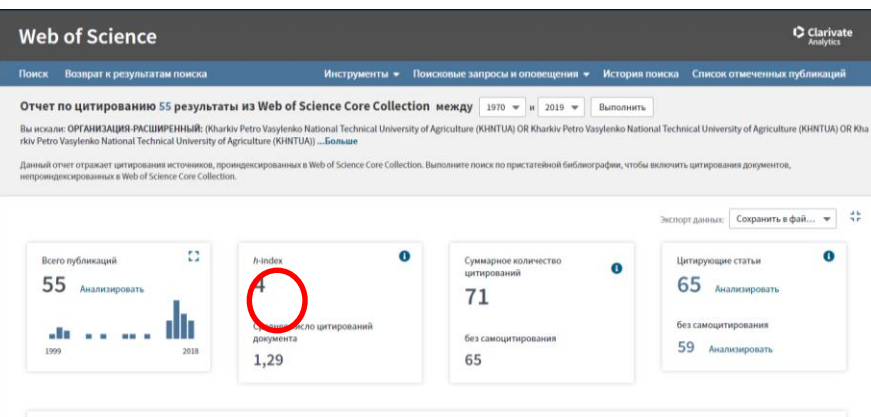 Web of Science
Clarivate
Analytics
Поиск Возврат к результатам поиска Инструменты Поисковые запросы и оповещения История поиска Список отмеченных публикаций
Отчет по цитированию 55 результаты из Web of Science Core Collection между 1970 и 2019 Выполнить
Вы искали: ОРГАНИЗАЦИЯ-РАСШИРЕННЫЙ: (Kharkiv Petro Vasylenko National Technical University of Agriculture (KHNTUA) OR Kharkiv Petro Vasylenko National Technical University of Agriculture (KHNTUA) OR Kha
rkiv Petro Vasylenko National Technical University of Agriculture (KHNTUA)) ...Больше
Данный отчет отражает цитирования источников, проиндексированных в Web of Science Core Collection. Выполните поиск по пристатейной библиографии, чтобы включить цитирования документов,
непроиндексированных в Web of Science Core Collection.
Экспорт данных: Сохранить в фай...
Всего публикаций
55 Анализировать
1999 2018
h-index
4
Среднее число цитирований
документа
1,29
Суммарное количество
цитирований
71
без самоцитирования
65
Цитирующие статьи
65 Анализировать
без самоцитирования
59 Анализировать